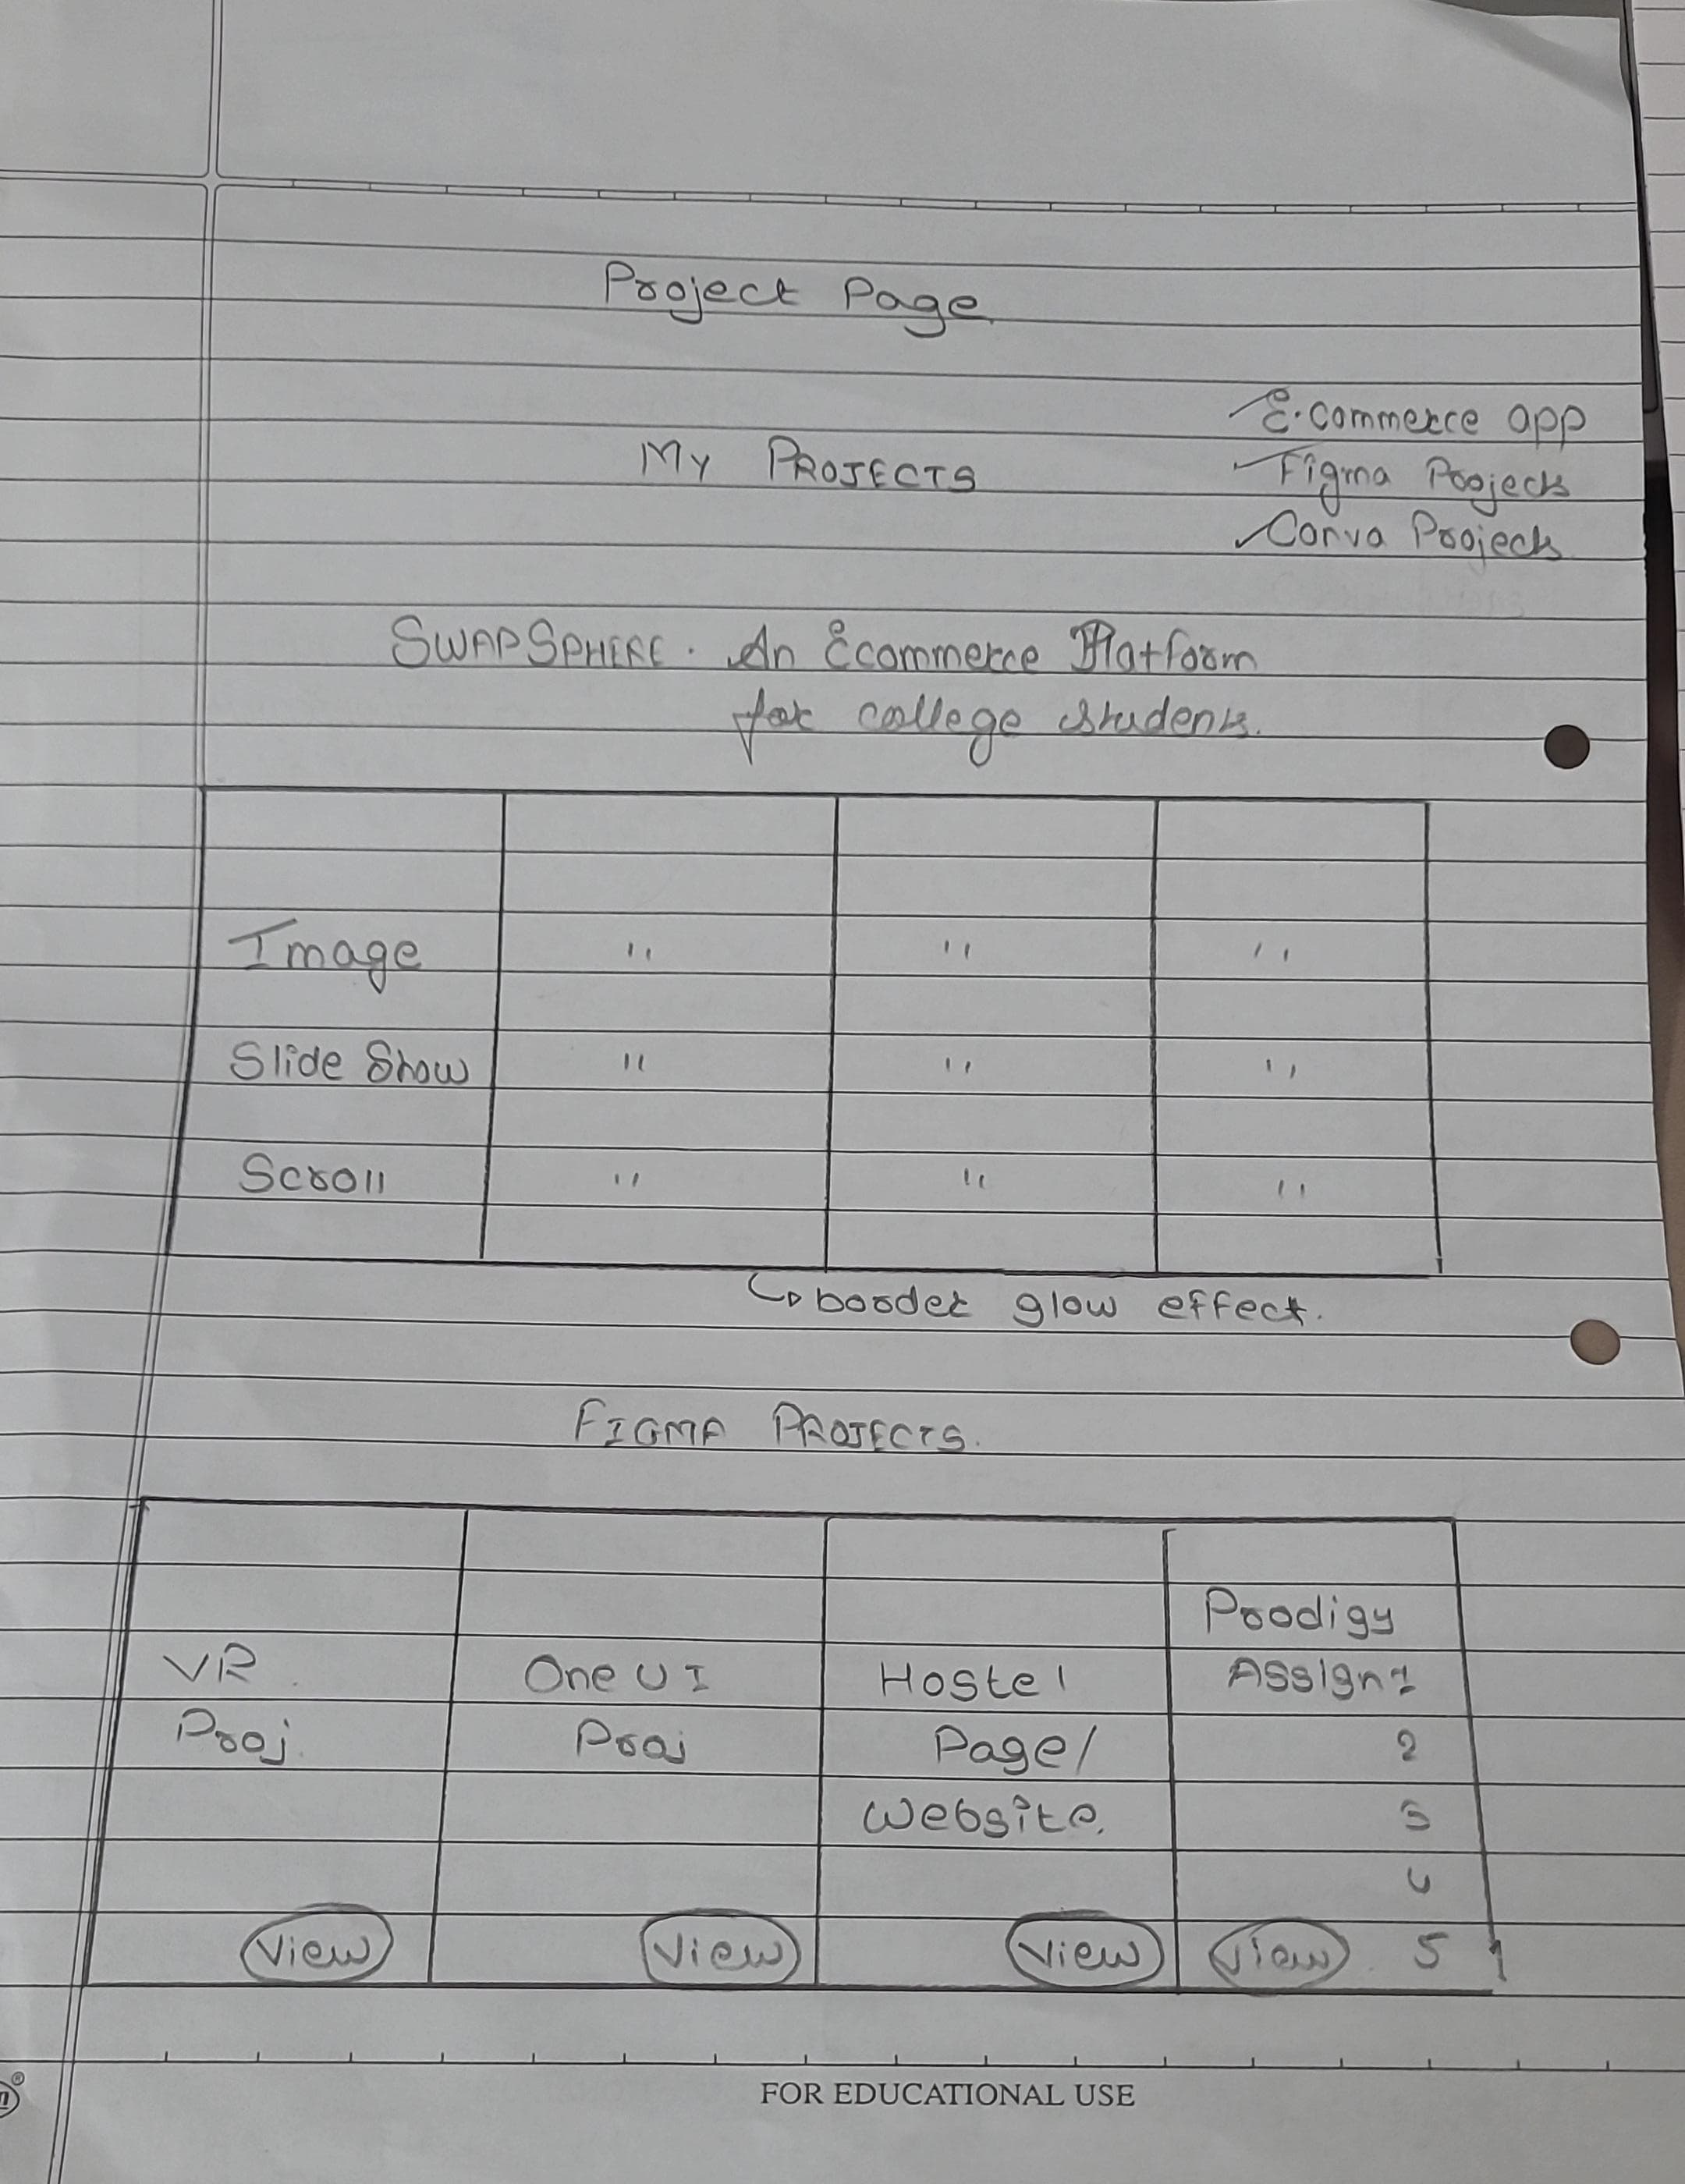 Project Page
E-commerce app
MY PROJECTS
Figma Projects
Canva Projects
SWAPSPHERE. An Ecommerce Platform
for college students.
Image " " "
Slide Show " " "
Scroll " " "
border glow effect.
FIGMA PROJECTS.
Prodigy
VR One UI Hostel Assign 1
Proj. Proj Page/ 2
Website. 3
4
View View View View 5
FOR EDUCATIONAL USE